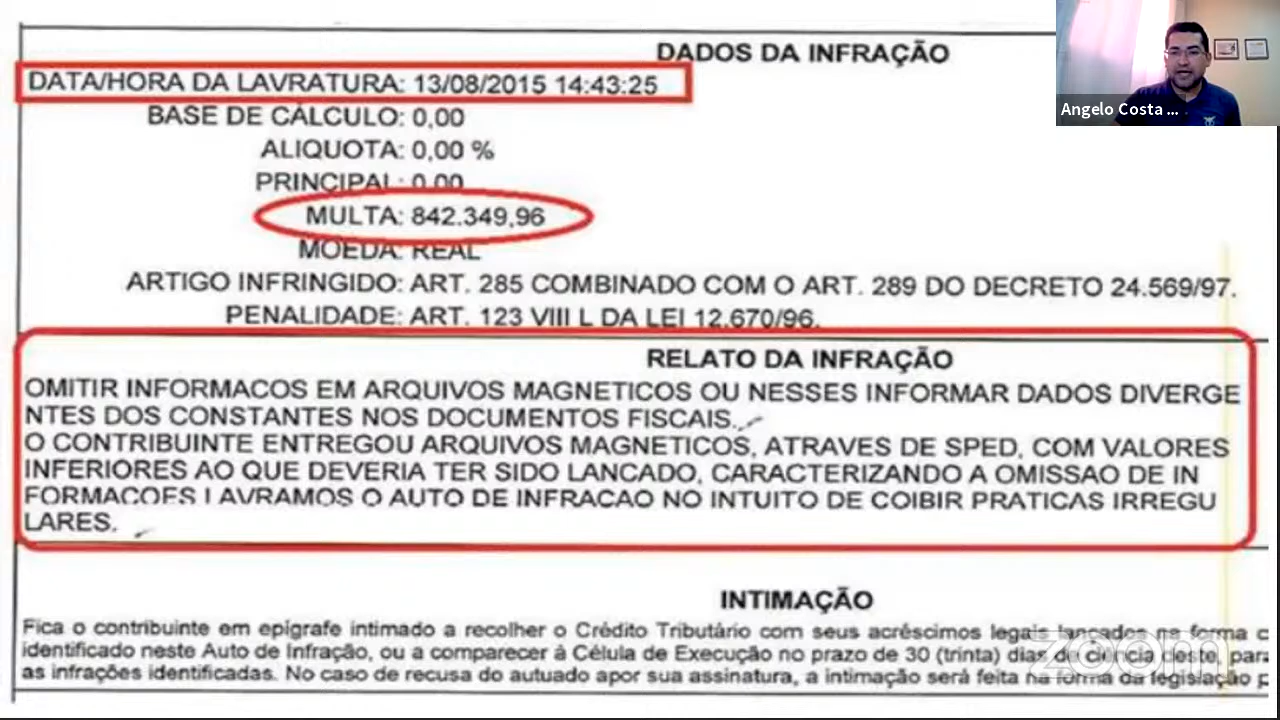 DADOS DA INFRAÇÃO
DATA/HORA DA LAVRATURA: 13/08/2015 14:43:25
BASE DE CÁLCULO: 0,00
ALIQUOTA: 0,00 %
PRINCIPAL: 0,00
MULTA: 842.349,96
MOEDA: REAL
ARTIGO INFRINGIDO: ART. 285 COMBINADO COM O ART. 289 DO DECRETO 24.569/97.
PENALIDADE: ART. 123 VIII L DA LEI 12.670/96.
RELATO DA INFRAÇÃO
OMITIR INFORMACOS EM ARQUIVOS MAGNETICOS OU NESSES INFORMAR DADOS DIVERGE
NTES DOS CONSTANTES NOS DOCUMENTOS FISCAIS.
O CONTRIBUINTE ENTREGOU ARQUIVOS MAGNETICOS, ATRAVES DE SPED, COM VALORES
INFERIORES AO QUE DEVERIA TER SIDO LANCADO, CARACTERIZANDO A OMISSAO DE IN
FORMACOES LAVRAMOS O AUTO DE INFRACAO NO INTUITO DE COIBIR PRATICAS IRREGU
LARES.
INTIMAÇÃO
Fica o contribuinte em epígrafe intimado a recolher o Crédito Tributário com seus acréscimos legais lançados na forma
identificado neste Auto de Infração, ou a comparecer à Célula de Execução no prazo de 30 (trinta) dias da ciência deste, para
as infrações identificadas. No caso de recusa do autuado apor sua assinatura, a intimação será feita na forma da legislação
Angelo Costa ...
zoom